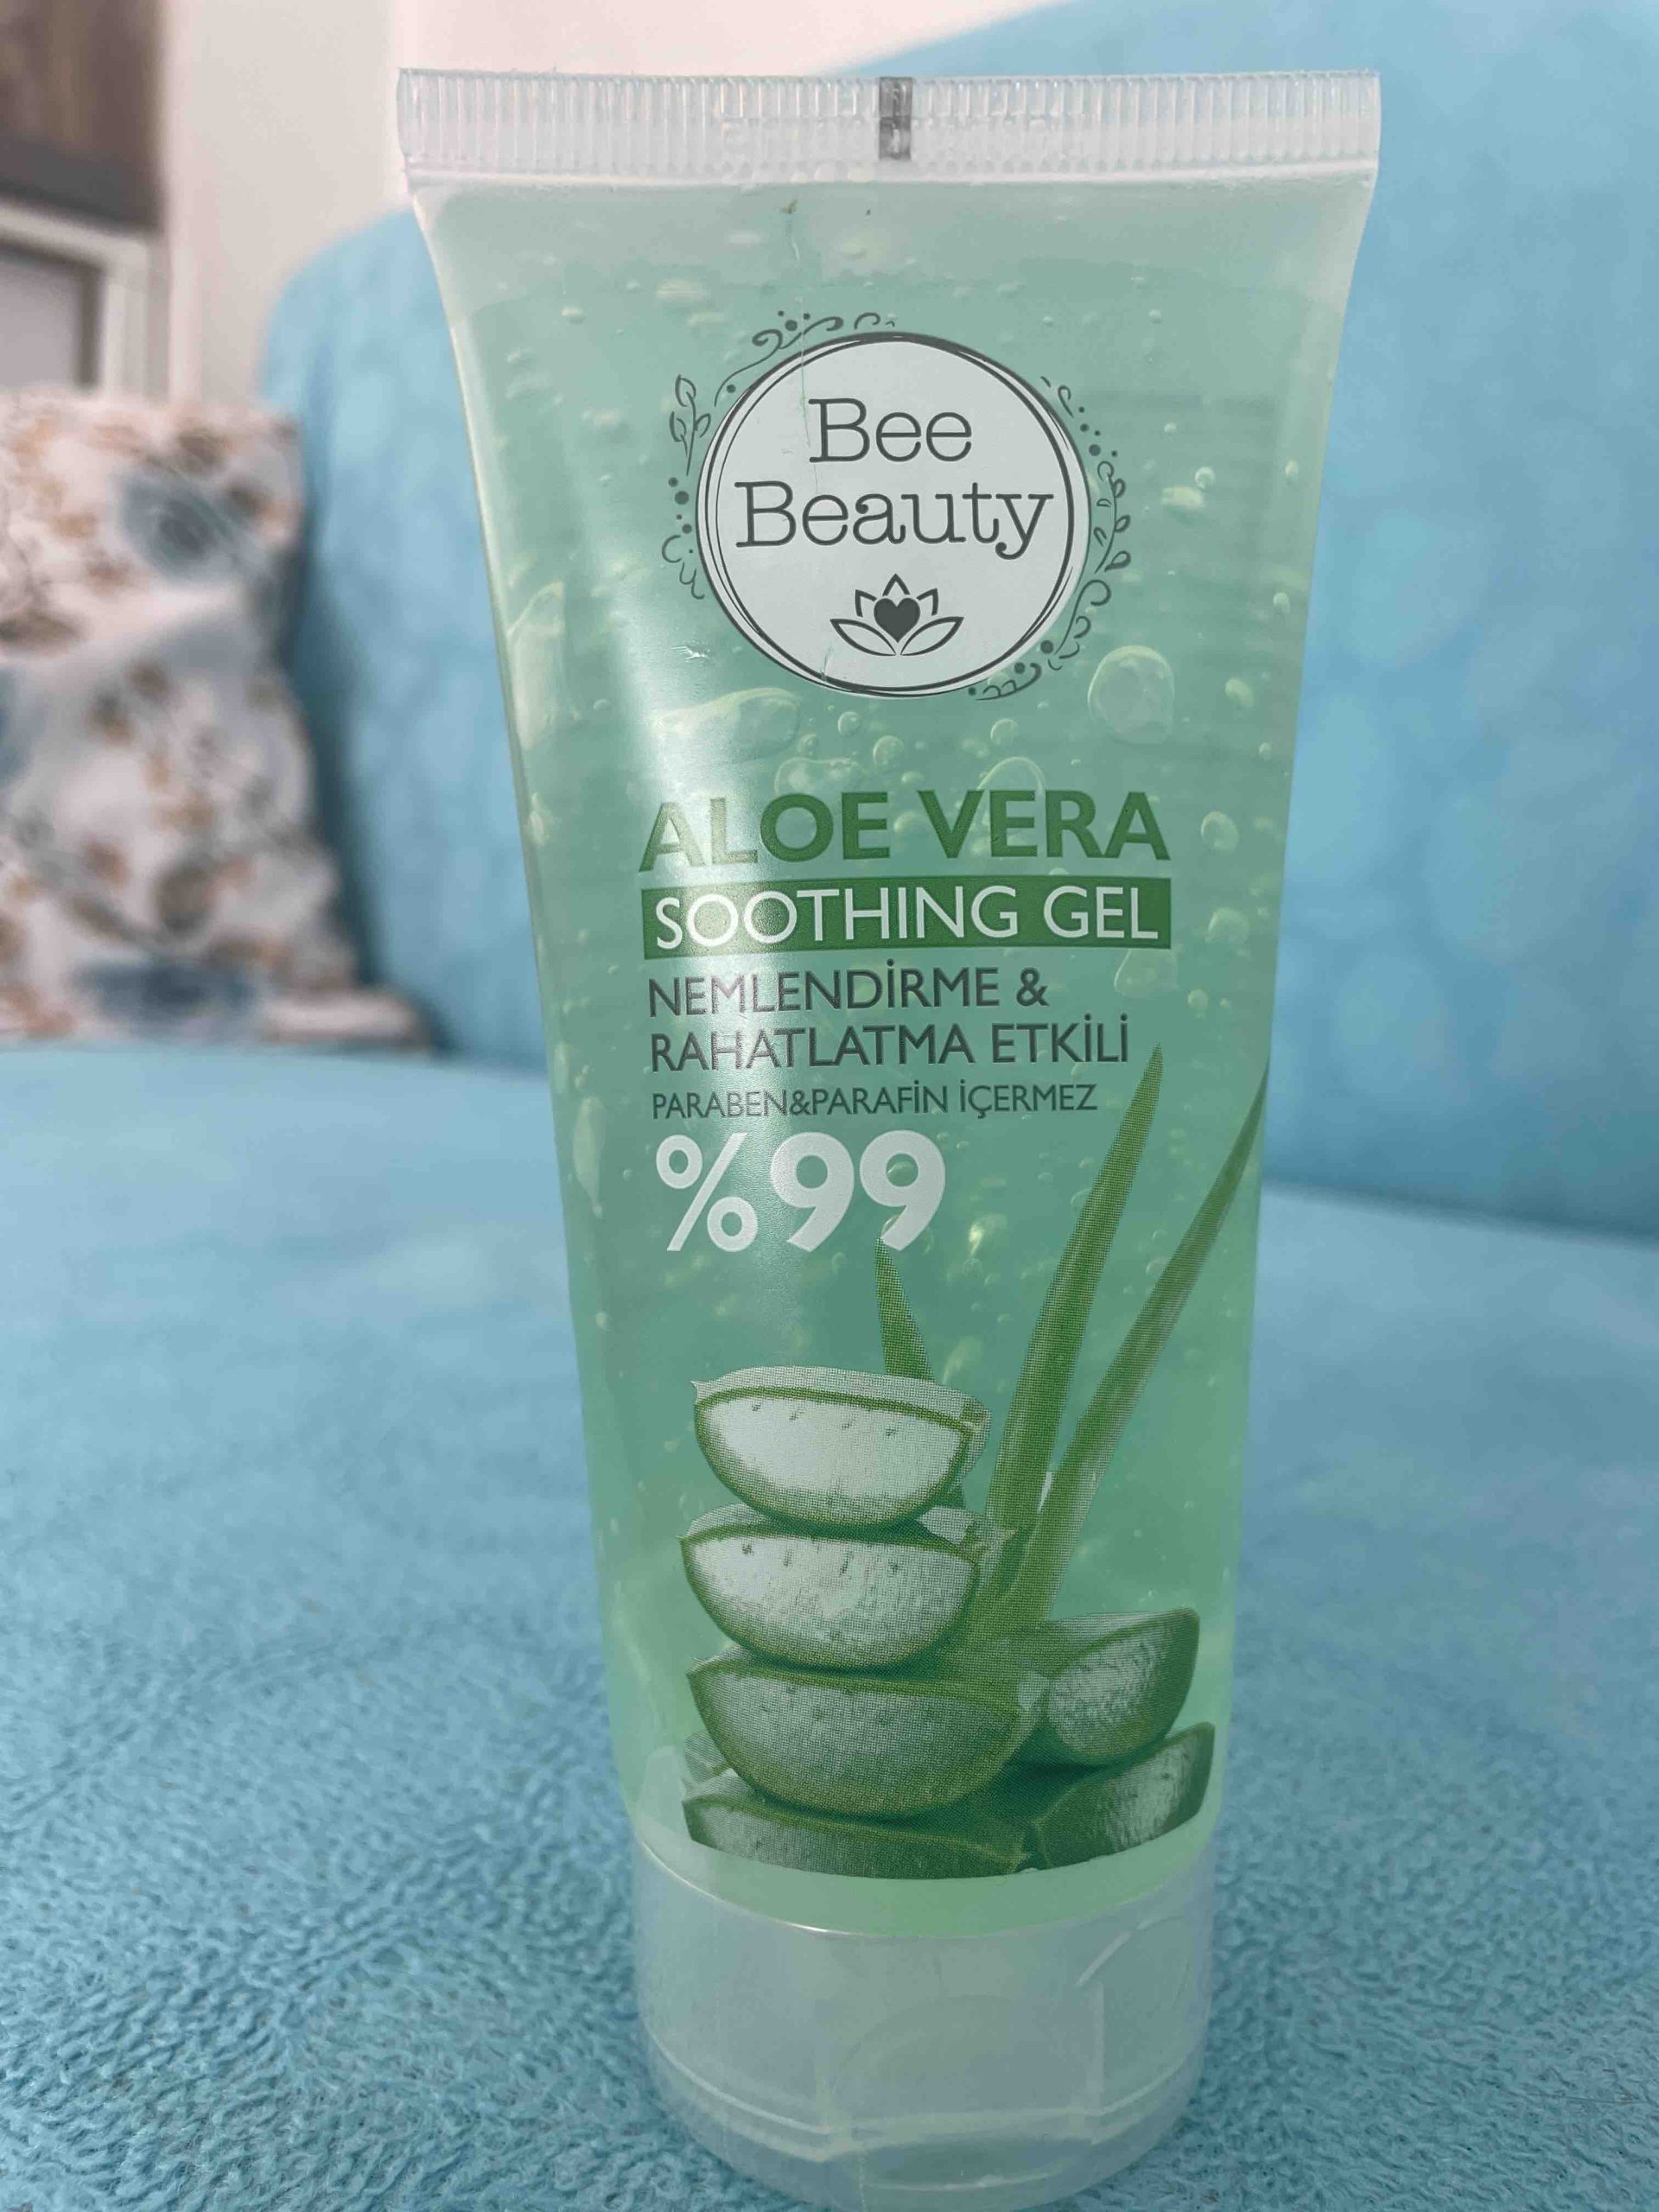 Bee
Beauty
ALOE VERA
SOOTHING GEL
NEMLENDİRME &
RAHATLATMA ETKİLİ
PARABEN&PARAFİN İÇERMEZ
%99